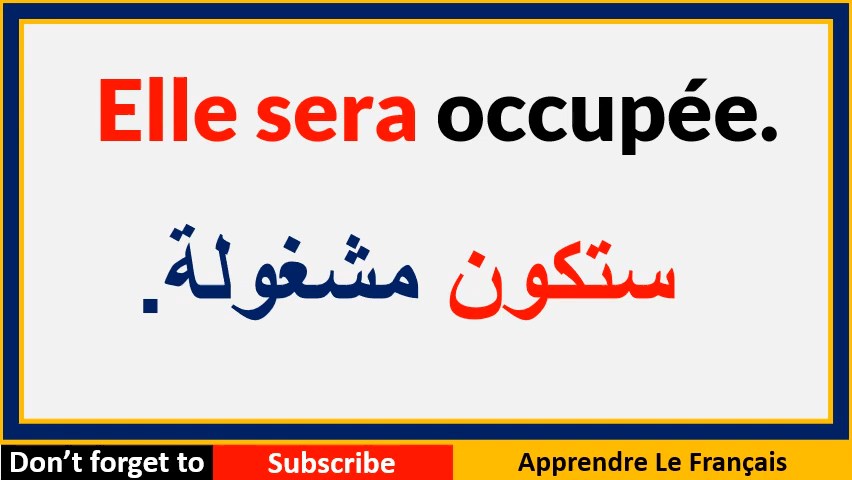 Elle sera occupée.
ستكون مشغولة.
Don’t forget to Subscribe Apprendre Le Français